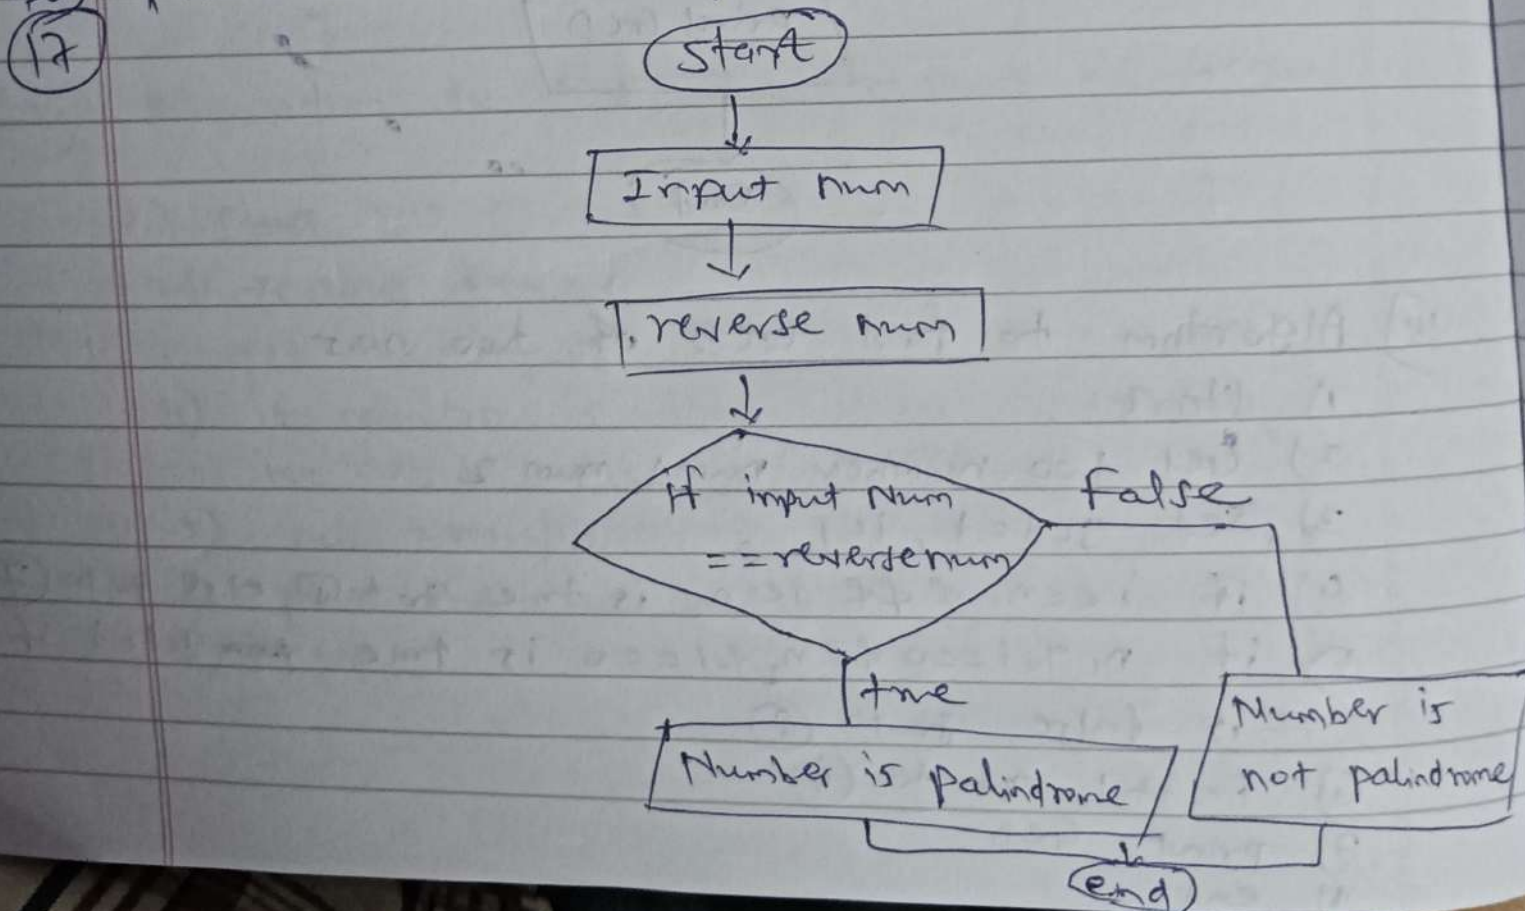 17
start
Input num
reverse num
if input Num
== reversenum
false
true
Number is palindrome
Number is
not palindrome
end